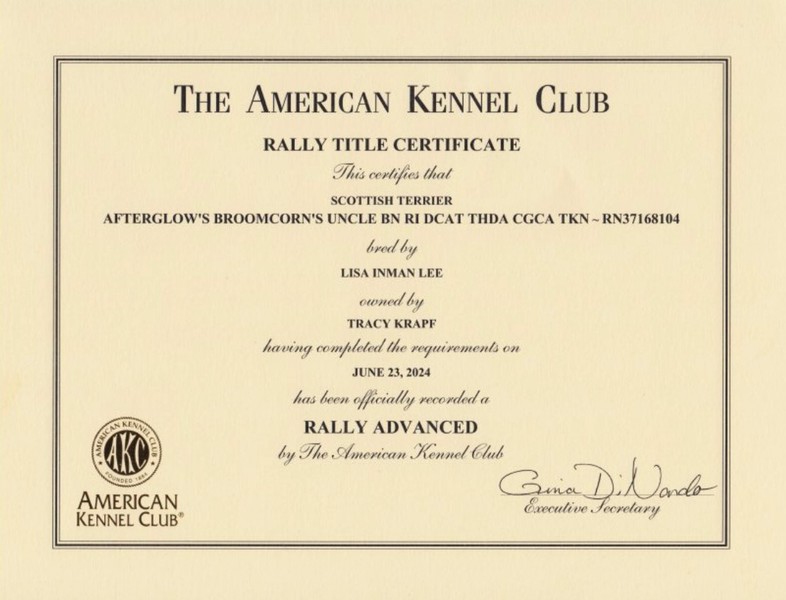 THE AMERICAN KENNEL CLUB
RALLY TITLE CERTIFICATE
This certifies that
SCOTTISH TERRIER
AFTERGLOW'S BROOMCORN'S UNCLE BN RI DCAT THDA CGCA TKN ~ RN37168104
bred by
LISA INMAN LEE
owned by
TRACY KRAPF
having completed the requirements on
JUNE 23, 2024
has been officially recorded a
RALLY ADVANCED
by The American Kennel Club
AMERICAN KENNEL CLUB
AKC
FOUNDED 1884
AMERICAN
KENNEL CLUB®
Gina DiNardo
Executive Secretary